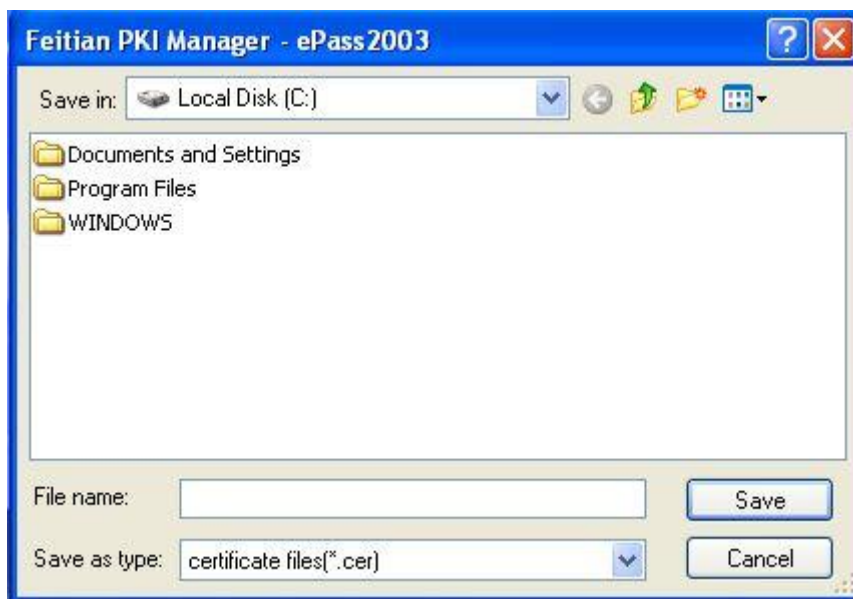 Feitian PKI Manager - ePass2003
Save in: Local Disk (C:)
Documents and Settings
Program Files
WINDOWS
File name:
Save
Save as type: certificate files(*.cer)
Cancel